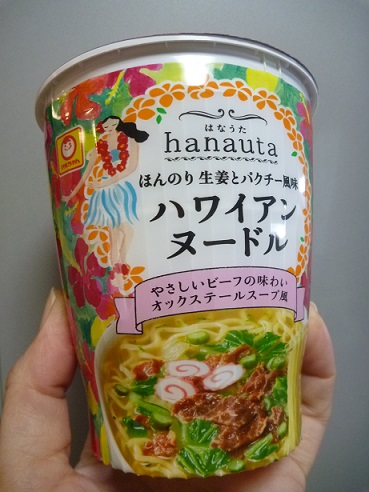 はなうた
hanauta
ほんのり 生姜とパクチー風味
ハワイアン
ヌードル
やさしいビーフの味わい
オックステールスープ風